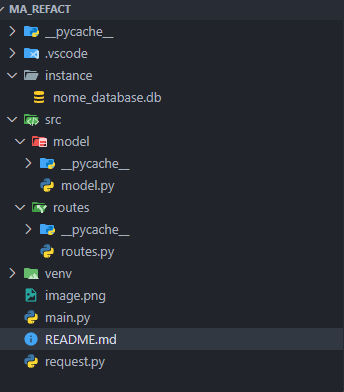 MA_REFACT
__pycache__
.vscode
instance
nome_database.db
src
model
__pycache__
model.py
routes
__pycache__
routes.py
venv
image.png
main.py
README.md
request.py